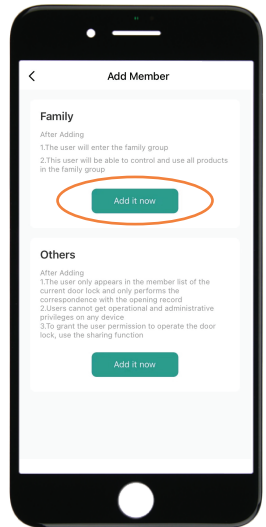 Add Member
Family
After Adding
1.The user will enter the family group
2.This user will be able to control and use all products
in the family group
Add it now
Others
After Adding
1.The user only appears in the member list of the
current door lock and only performs the
correspondence with the opening record
2.Users cannot get operational and administrative
privileges on any device
3.To grant the user permission to operate the door
lock, use the sharing function
Add it now